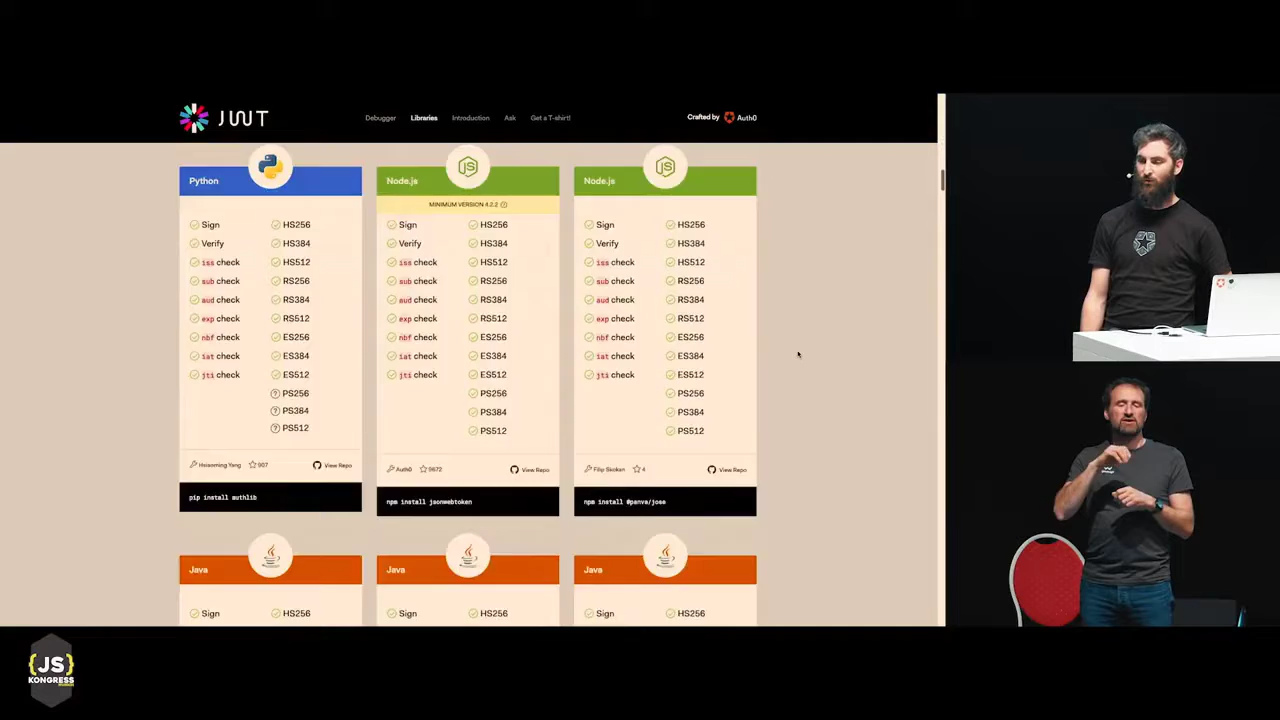 JWT
Debugger Libraries Introduction Ask Get a T-shirt!
Crafted by Auth0
Python
Sign HS256
Verify HS384
iss check HS512
sub check RS256
aud check RS384
exp check RS512
nbf check ES256
iat check ES384
jti check ES512
PS256
PS384
PS512
Hsiaoming Yang 907 View Repo
pip install authlib
Node.js
MINIMUM VERSION 4.2.2
Sign HS256
Verify HS384
iss check HS512
sub check RS256
aud check RS384
exp check RS512
nbf check ES256
iat check ES384
jti check ES512
PS256
PS384
PS512
Auth0 9672 View Repo
npm install jsonwebtoken
Node.js
Sign HS256
Verify HS384
iss check HS512
sub check RS256
aud check RS384
exp check RS512
nbf check ES256
iat check ES384
jti check ES512
PS256
PS384
PS512
Filip Skokan 4 View Repo
npm install @panva/jose
Java
Sign HS256
Java
Sign HS256
Java
Sign HS256
{JS}
KONGRESS